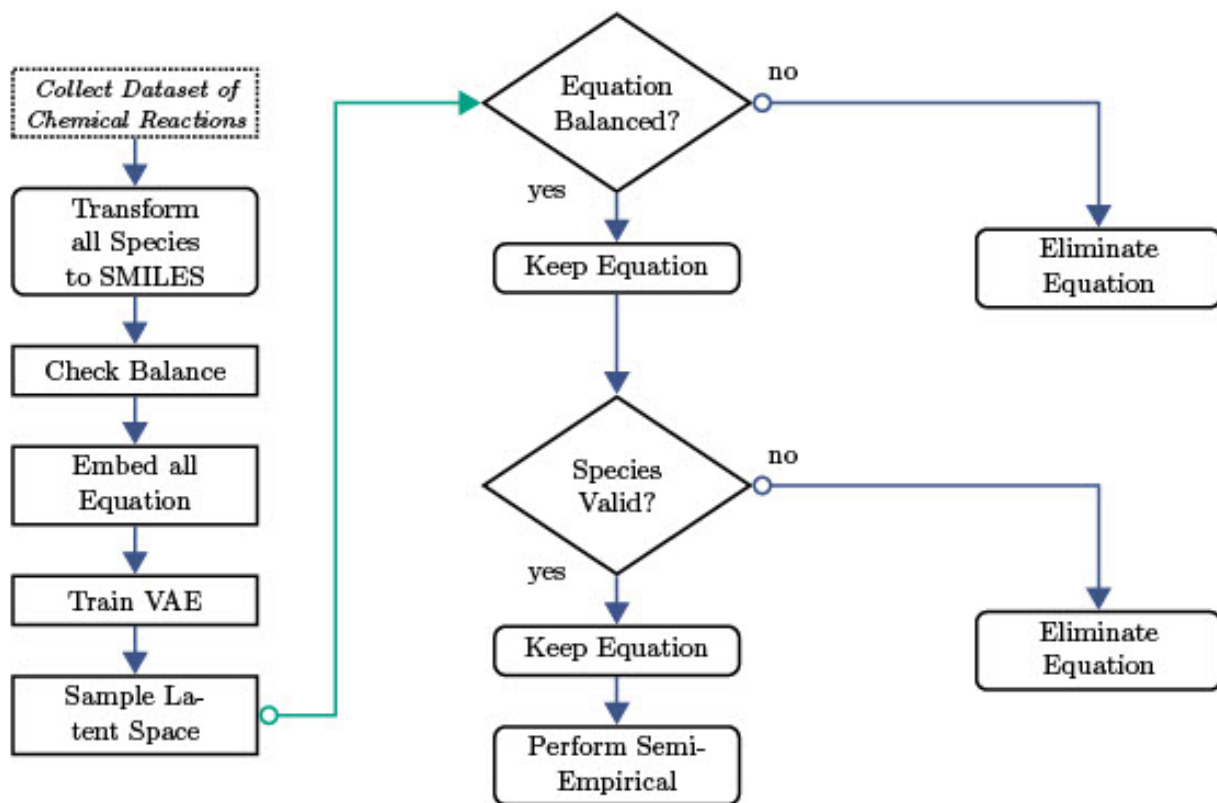 Collect Dataset of
Chemical Reactions
Transform
all Species
to SMILES
Check Balance
Embed all
Equation
Train VAE
Sample La-
tent Space
Equation
Balanced?
no
yes
Eliminate
Equation
Keep Equation
Species
Valid?
no
yes
Eliminate
Equation
Keep Equation
Perform Semi-
Empirical